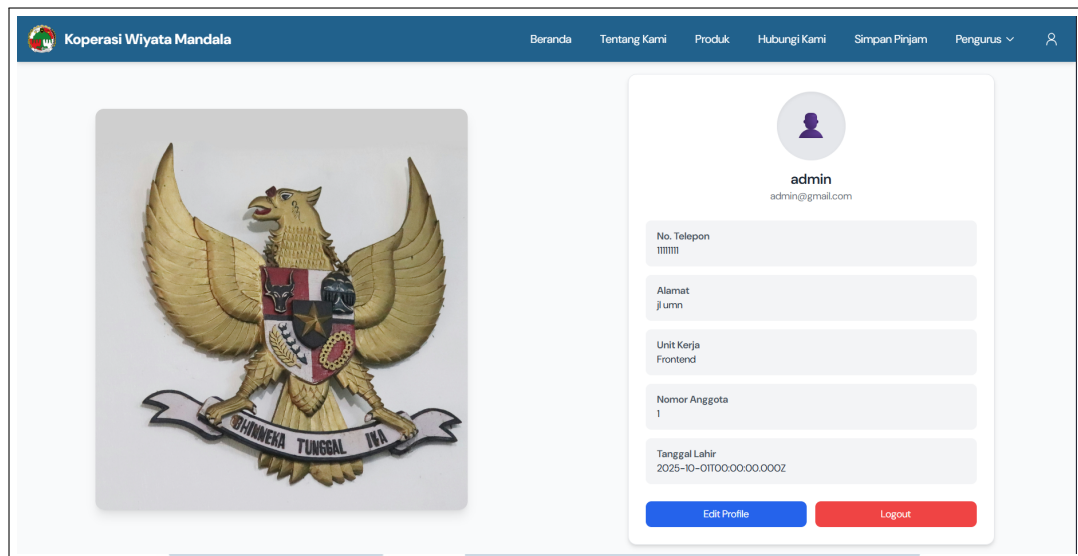 Koperasi Wiyata Mandala
Beranda Tentang Kami Produk Hubungi Kami Simpan Pinjam Pengurus
BHINNEKA TUNGGAL IKA
admin
admin@gmail.com
No. Telepon
11111111
Alamat
jl umn
Unit Kerja
Frontend
Nomor Anggota
1
Tanggal Lahir
2025-10-01T00:00:00.000Z
Edit Profile Logout